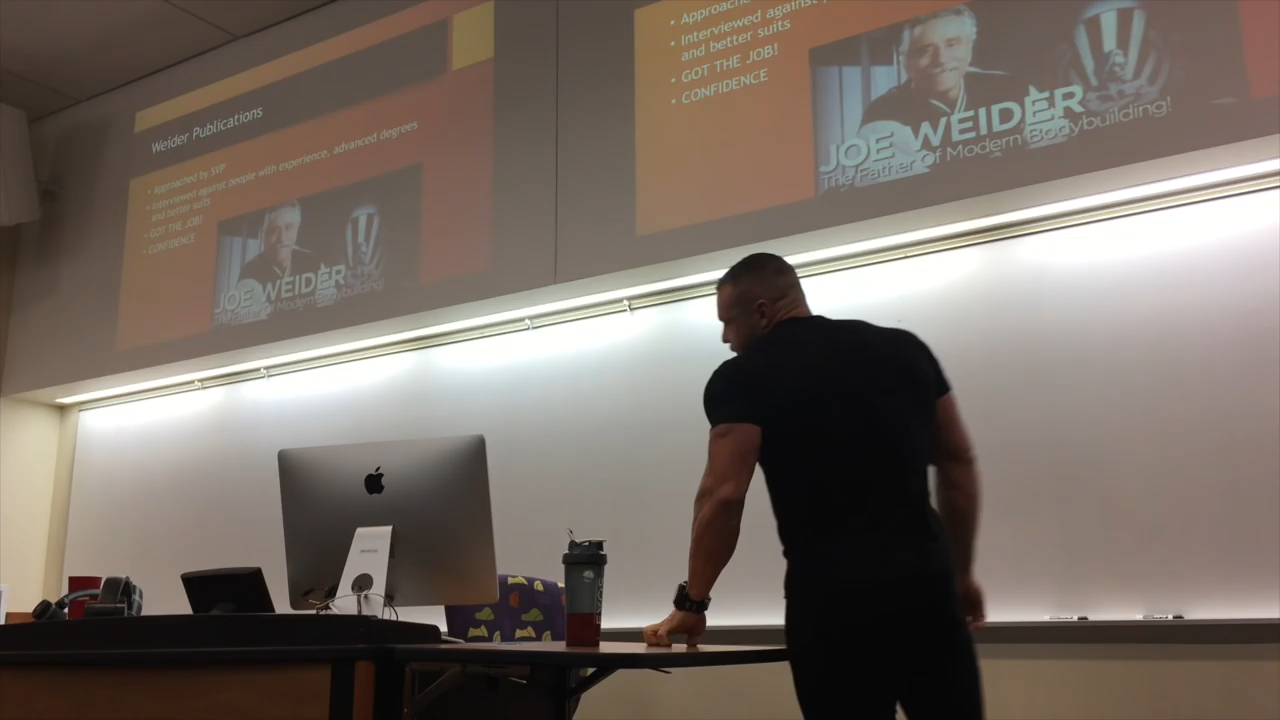 Weider Publications
• Approached by SVP
• Interviewed against people with experience, advanced degrees
and better suits
• GOT THE JOB!
• CONFIDENCE
JOE WEIDER
The Father Of Modern Bodybuilding!
• Approache
• Interviewed against
and better suits
• GOT THE JOB!
• CONFIDENCE
JOE WEIDER
The Father Of Modern Bodybuilding!